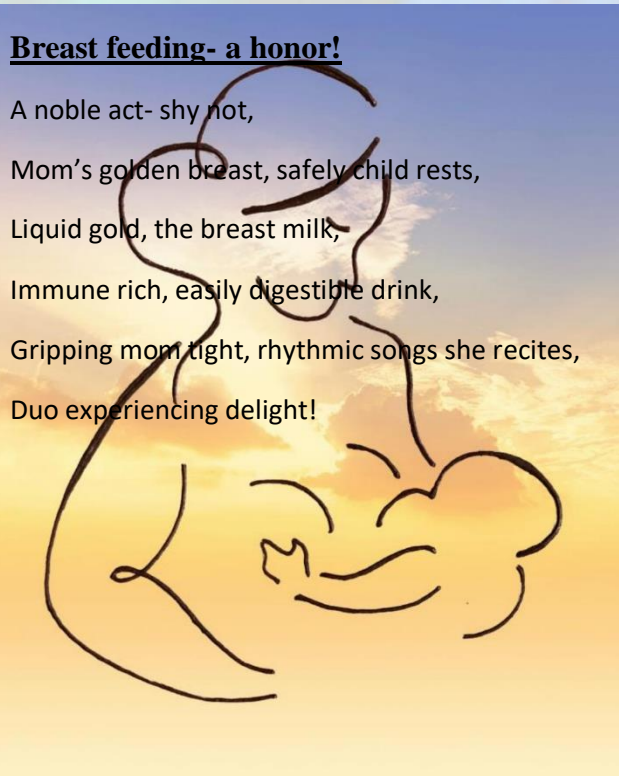 Breast feeding- a honor!
A noble act- shy not,
Mom’s golden breast, safely child rests,
Liquid gold, the breast milk,
Immune rich, easily digestible drink,
Gripping mom tight, rhythmic songs she recites,
Duo experiencing delight!